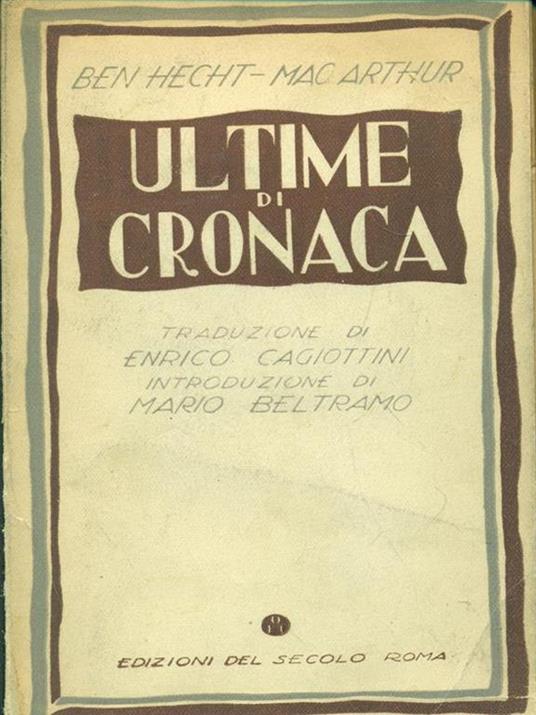 BEN HECHT - MAC ARTHUR
ULTIME
DI
CRONACA
TRADUZIONE DI
ENRICO CAGIOTTINI
INTRODUZIONE DI
MARIO BELTRAMO
EDIZIONI DEL SECOLO ROMA